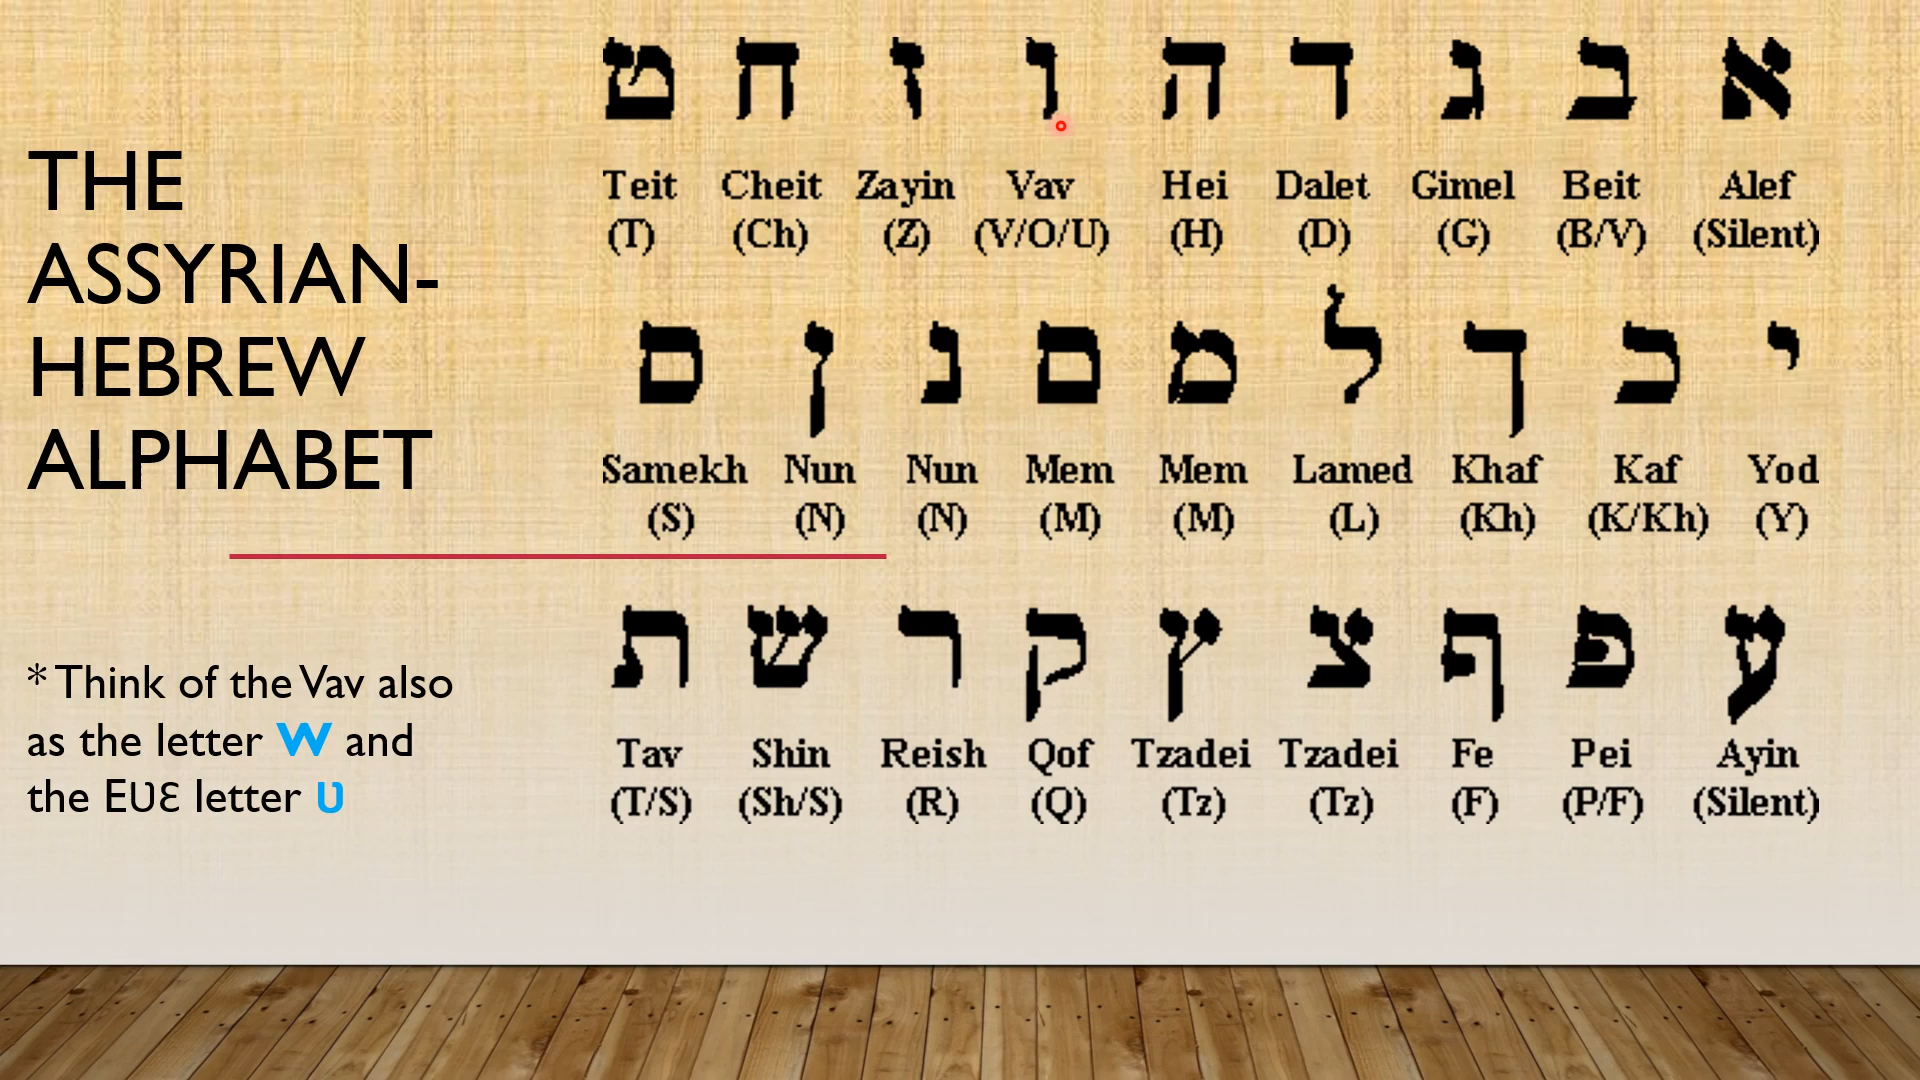 THE
ASSYRIAN-
HEBREW
ALPHABET
* Think of the Vav also
as the letter W and
the EƱƐ letter Ʊ
ט ח ז ו ה ד ג ב א
Teit Cheit Zayin Vav Hei Dalet Gimel Beit Alef
(T) (Ch) (Z) (V/O/U) (H) (D) (G) (B/V) (Silent)
ם ן נ ם מ ל ך כ י
Samekh Nun Nun Mem Mem Lamed Khaf Kaf Yod
(S) (N) (N) (M) (M) (L) (Kh) (K/Kh) (Y)
ת ש ר ק ץ צ ף פ ע
Tav Shin Reish Qof Tzadei Tzadei Fe Pei Ayin
(T/S) (Sh/S) (R) (Q) (Tz) (Tz) (F) (P/F) (Silent)